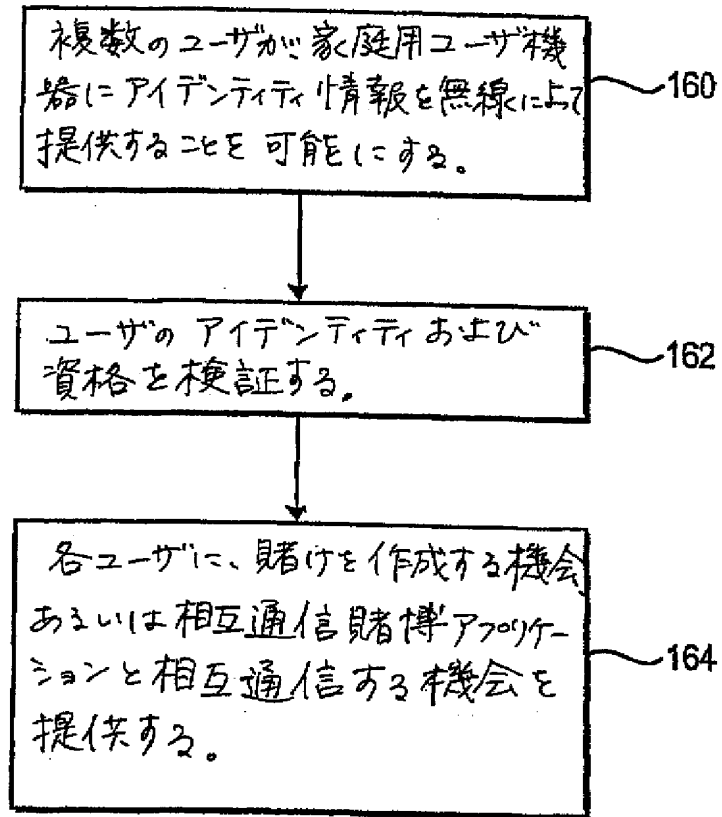 複数のユーザが家庭用ユーザ機
器にアイデンティティ情報を無線によって
提供することを可能にする。
160
ユーザのアイデンティティおよび
資格を検証する。
162
各ユーザに、賭けを作成する機会
あるいは相互通信賭博アプリケー
ションと相互通信する機会を
提供する。
164